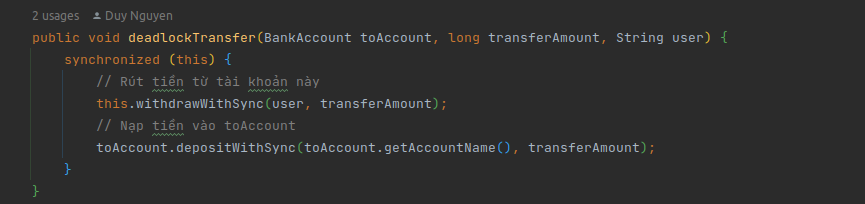 2 usages Duy Nguyen
public void deadlockTransfer(BankAccount toAccount, long transferAmount, String user) {
synchronized (this) {
// Rút tiền từ tài khoản này
this.withdrawWithSync(user, transferAmount);
// Nạp tiền vào toAccount
toAccount.depositWithSync(toAccount.getAccountName(), transferAmount);
}
}